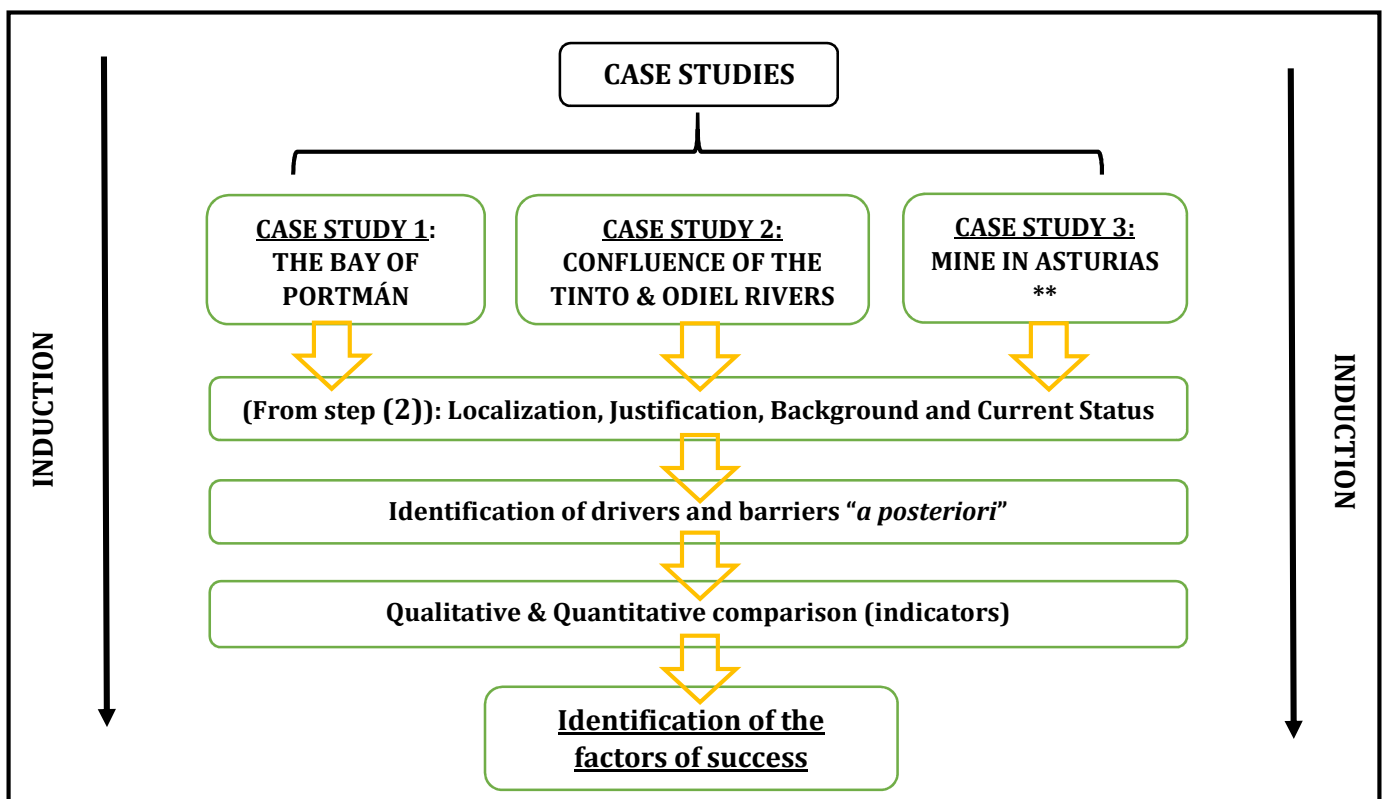 CASE STUDIES
CASE STUDY 1:
THE BAY OF
PORTMÁN
CASE STUDY 2:
CONFLUENCE OF THE
TINTO & ODIEL RIVERS
CASE STUDY 3:
MINE IN ASTURIAS
**
INDUCTION
INDUCTION
(From step (2)): Localization, Justification, Background and Current Status
Identification of drivers and barriers “a posteriori”
Qualitative & Quantitative comparison (indicators)
Identification of the
factors of success